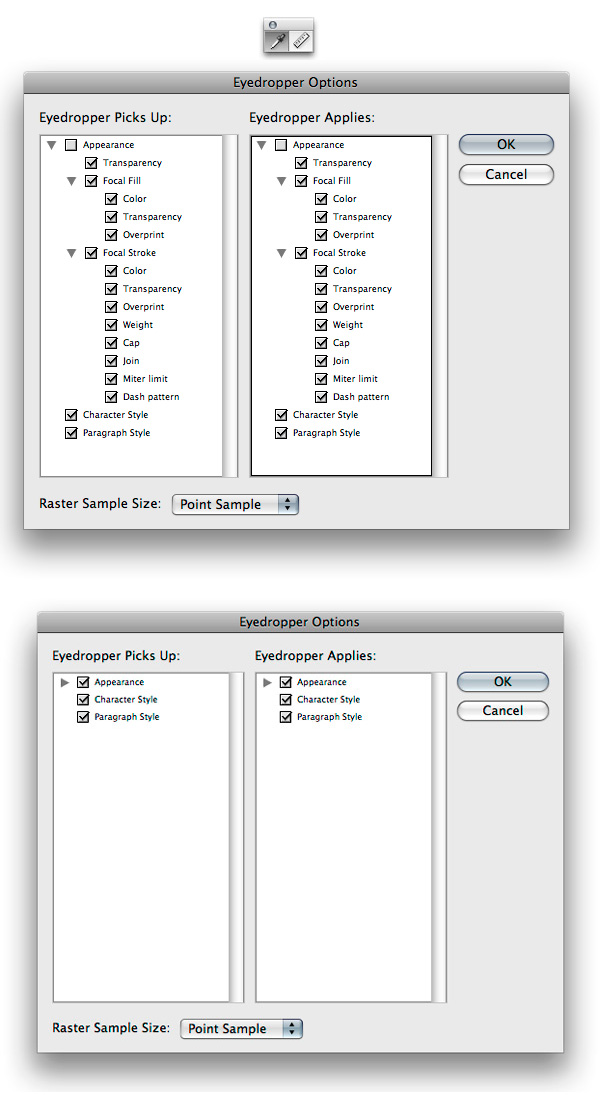 Eyedropper Options
Eyedropper Picks Up:
Appearance
Transparency
Focal Fill
Color
Transparency
Overprint
Focal Stroke
Color
Transparency
Overprint
Weight
Cap
Join
Miter limit
Dash pattern
Character Style
Paragraph Style
Eyedropper Applies:
Appearance
Transparency
Focal Fill
Color
Transparency
Overprint
Focal Stroke
Color
Transparency
Overprint
Weight
Cap
Join
Miter limit
Dash pattern
Character Style
Paragraph Style
OK
Cancel
Raster Sample Size: Point Sample
Eyedropper Options
Eyedropper Picks Up:
Appearance
Character Style
Paragraph Style
Eyedropper Applies:
Appearance
Character Style
Paragraph Style
OK
Cancel
Raster Sample Size: Point Sample